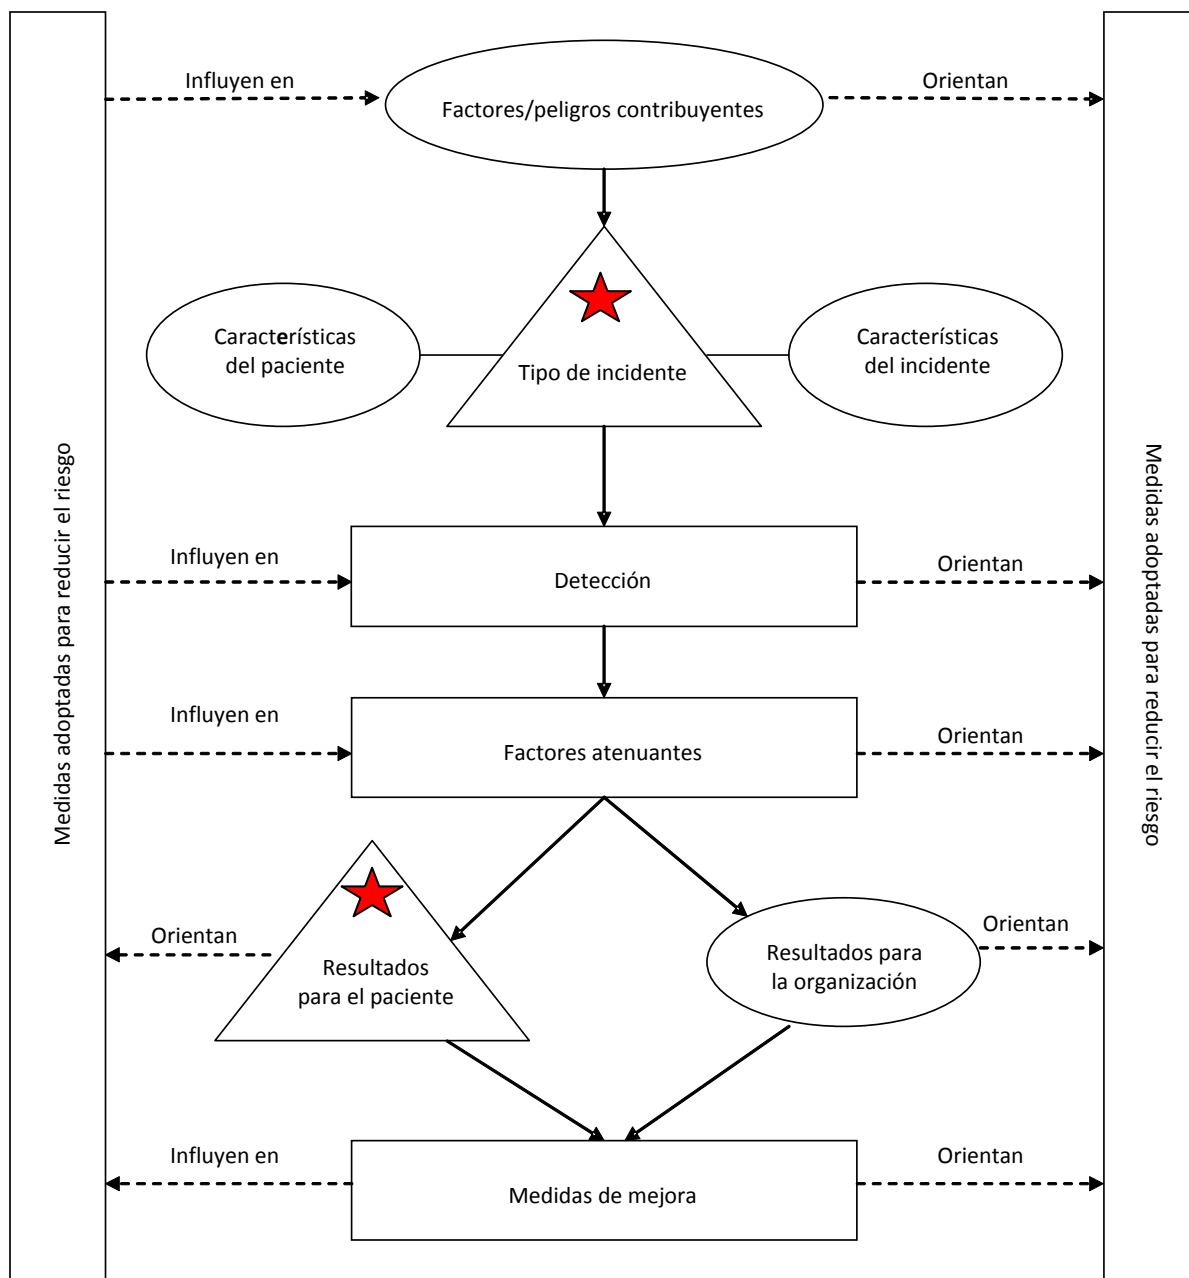 Influyen en
Orientan
Factores/peligros contribuyentes
Características
del paciente
Tipo de incidente
Características
del incidente
Medidas adoptadas para reducir el riesgo
Medidas adoptadas para reducir el riesgo
Influyen en
Detección
Orientan
Influyen en
Factores atenuantes
Orientan
Orientan
Resultados
para el paciente
Resultados para
la organización
Orientan
Influyen en
Medidas de mejora
Orientan